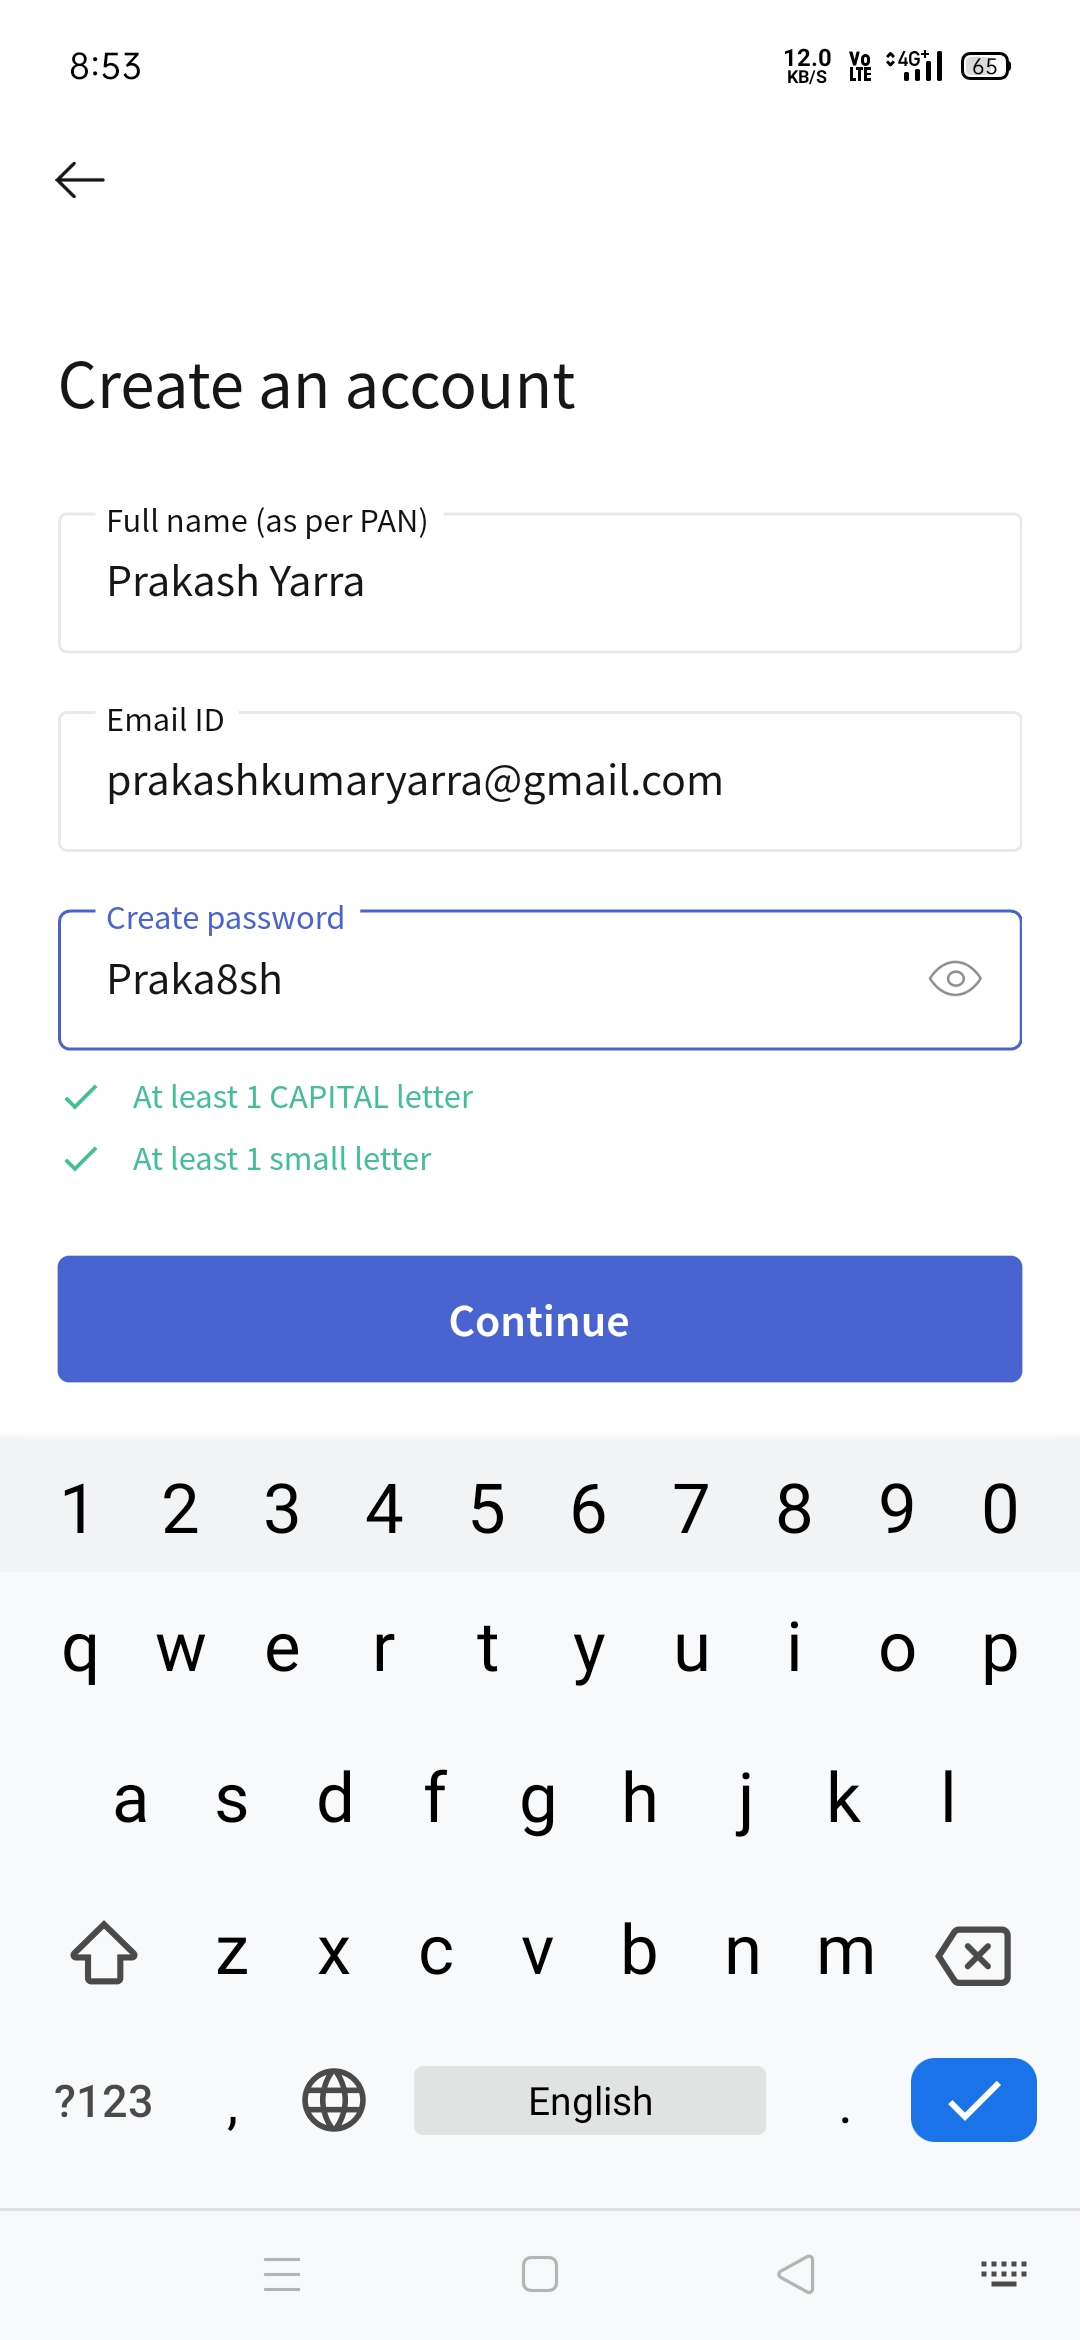 8:53
12.0 KB/S Vo LTE 4G+ 65
Create an account
Full name (as per PAN)
Prakash Yarra
Email ID
prakashkumaryarra@gmail.com
Create password
Praka8sh
At least 1 CAPITAL letter
At least 1 small letter
Continue
1 2 3 4 5 6 7 8 9 0
q w e r t y u i o p
a s d f g h j k l
z x c v b n m
?123 , English .